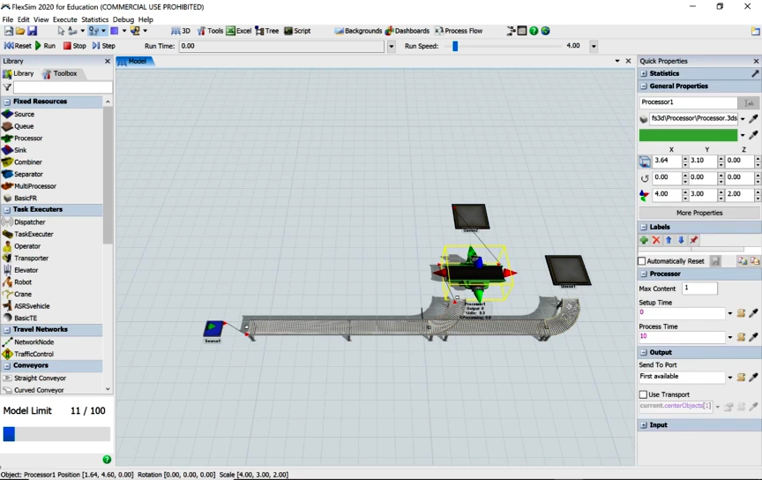 FlexSim 2020 for Education (COMMERCIAL USE PROHIBITED)
File Edit View Execute Statistics Debug Help
3D Tools Excel Tree Script Backgrounds Dashboards Process Flow
Reset Run Stop Step Run Time: 0.00 Run Speed: 4.00
Library
Library Toolbox
Fixed Resources
Source
Queue
Processor
Sink
Combiner
Separator
MultiProcessor
BasicFR
Task Executers
Dispatcher
TaskExecuter
Operator
Transporter
Elevator
Robot
Crane
ASRSvehicle
BasicTE
Travel Networks
NetworkNode
TrafficControl
Conveyors
Straight Conveyor
Curved Conveyor
Model Limit 11 / 100
Model
Source1
Processor1
Quick Properties
Statistics
General Properties
Processor1
fs3d\Processor\Processor.3ds
X Y Z
3.64 3.10 0.00
0.00 0.00 0.00
4.00 3.00 2.00
More Properties
Labels
Automatically Reset
Processor
Max Content 1
Setup Time
0
Process Time
10
Output
Send To Port
First available
Use Transport
current.centerObjects[1]
Input
Object: Processor1 Position [1.64, 4.60, 0.00] Rotation [0.00, 0.00, 0.00] Scale [4.00, 3.00, 2.00]